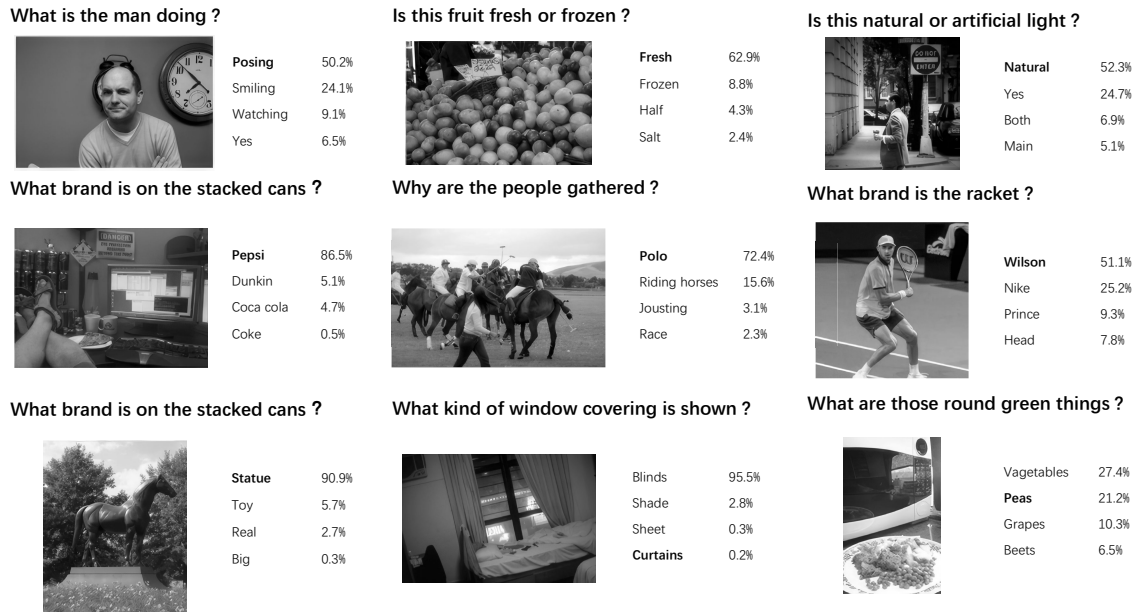 What is the man doing ?
Posing 50.2%
Smiling 24.1%
Watching 9.1%
Yes 6.5%
Is this fruit fresh or frozen ?
Fresh 62.9%
Frozen 8.8%
Half 4.3%
Salt 2.4%
Is this natural or artificial light ?
DO NOT
ENTER
Natural 52.3%
Yes 24.7%
Both 6.9%
Main 5.1%
What brand is on the stacked cans ?
DANGER
Pepsi 86.5%
Dunkin 5.1%
Coca cola 4.7%
Coke 0.5%
Why are the people gathered ?
Polo 72.4%
Riding horses 15.6%
Jousting 3.1%
Race 2.3%
What brand is the racket ?
Wilson 51.1%
Nike 25.2%
Prince 9.3%
Head 7.8%
What brand is on the stacked cans ?
Statue 90.9%
Toy 5.7%
Real 2.7%
Big 0.3%
What kind of window covering is shown ?
Blinds 95.5%
Shade 2.8%
Sheet 0.3%
Curtains 0.2%
What are those round green things ?
Vagetables 27.4%
Peas 21.2%
Grapes 10.3%
Beets 6.5%